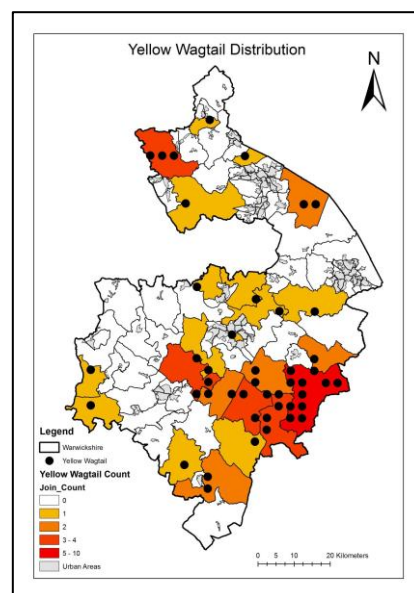 Yellow Wagtail Distribution
N
Legend
Warwickshire
Yellow Wagtail
Yellow Wagtail Count
Join_Count
0
1
2
3 - 4
5 - 10
Urban Areas
0 5 10 20 Kilometers